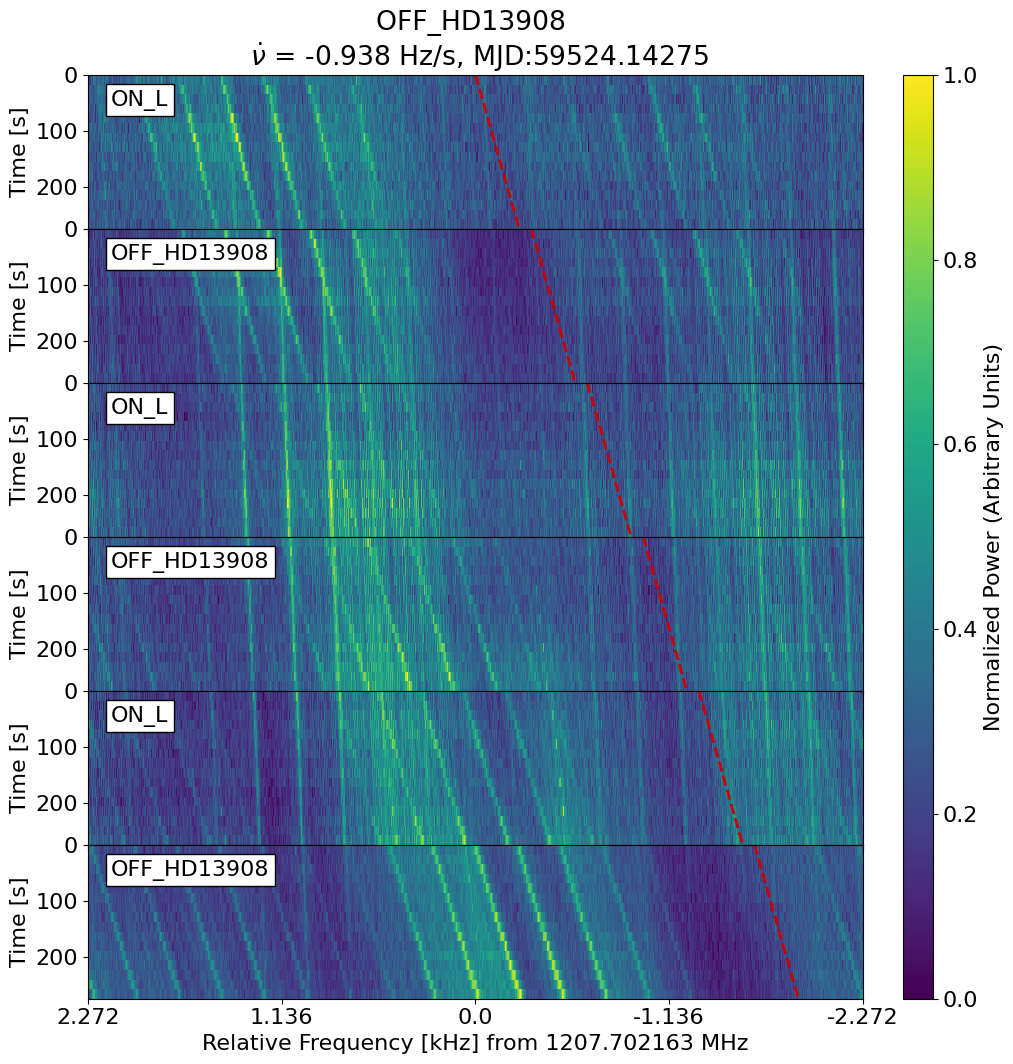 OFF_HD13908
ν̇ = -0.938 Hz/s, MJD:59524.14275
ON_L
OFF_HD13908
ON_L
OFF_HD13908
ON_L
OFF_HD13908
Time [s]
0
100
200
Time [s]
0
100
200
Time [s]
0
100
200
Time [s]
0
100
200
Time [s]
0
100
200
Time [s]
0
100
200
2.272 1.136 0.0 -1.136 -2.272
Relative Frequency [kHz] from 1207.702163 MHz
1.0
0.8
0.6
0.4
0.2
0.0
Normalized Power (Arbitrary Units)